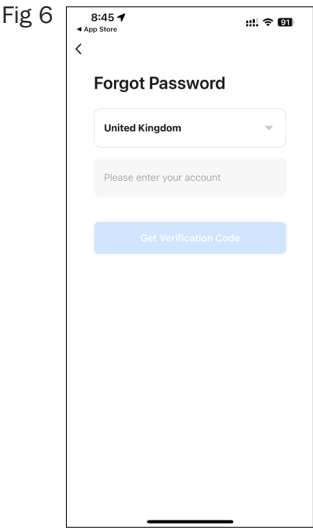 Fig 6
8:45
91
◀ App Store
Forgot Password
United Kingdom
Please enter your account
Get Verification Code